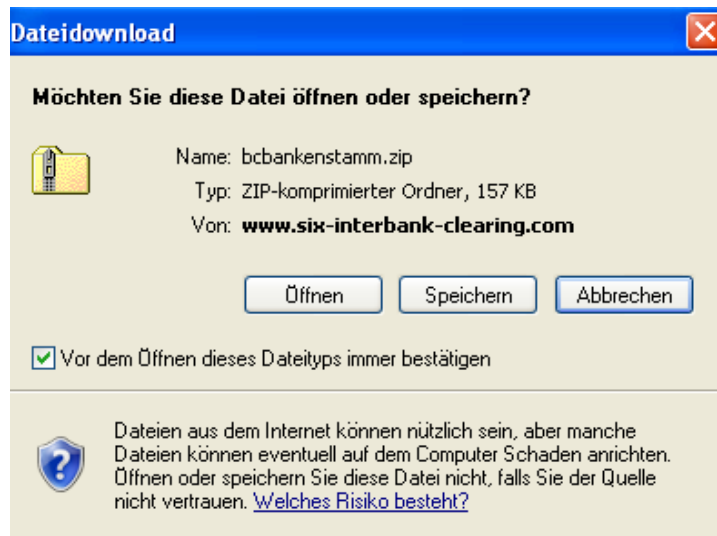 Dateidownload
Möchten Sie diese Datei öffnen oder speichern?
Name: bcbankenstamm.zip
Typ: ZIP-komprimierter Ordner, 157 KB
Von: www.six-interbank-clearing.com
Öffnen Speichern Abbrechen
Vor dem Öffnen dieses Dateityps immer bestätigen
Dateien aus dem Internet können nützlich sein, aber manche
Dateien können eventuell auf dem Computer Schaden anrichten.
Öffnen oder speichern Sie diese Datei nicht, falls Sie der Quelle
nicht vertrauen. Welches Risiko besteht?